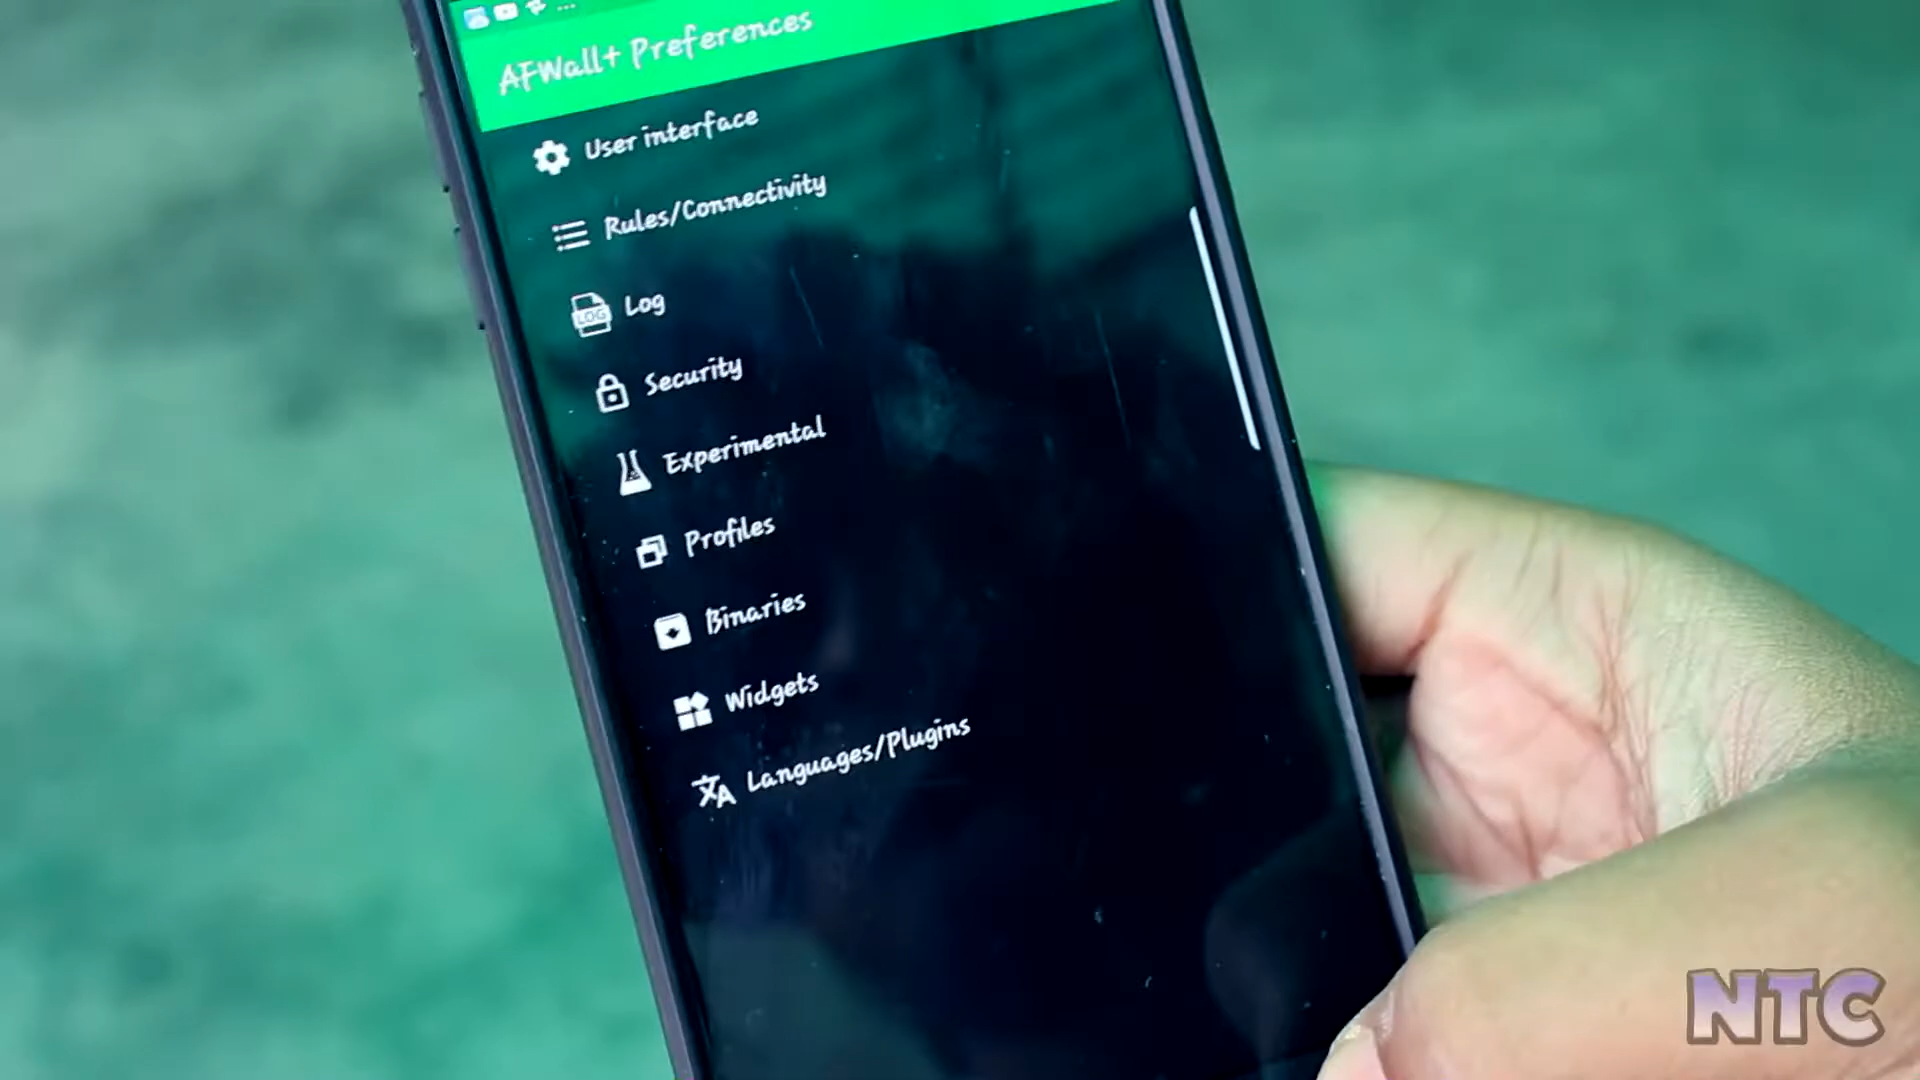 AFWall+ Preferences
User interface
Rules/Connectivity
LOG
Log
Security
Experimental
Profiles
Binaries
Widgets
Languages/Plugins
NTC